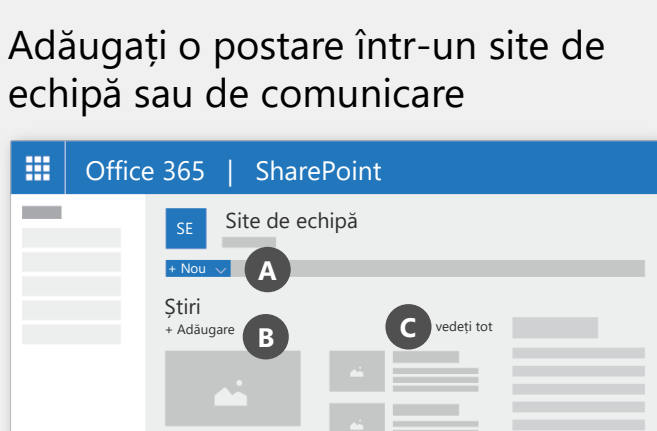 Adăugați o postare într-un site de
echipă sau de comunicare
Office 365 | SharePoint
SE
Site de echipă
+ Nou
A
Știri
+ Adăugare
B
C
vedeți tot